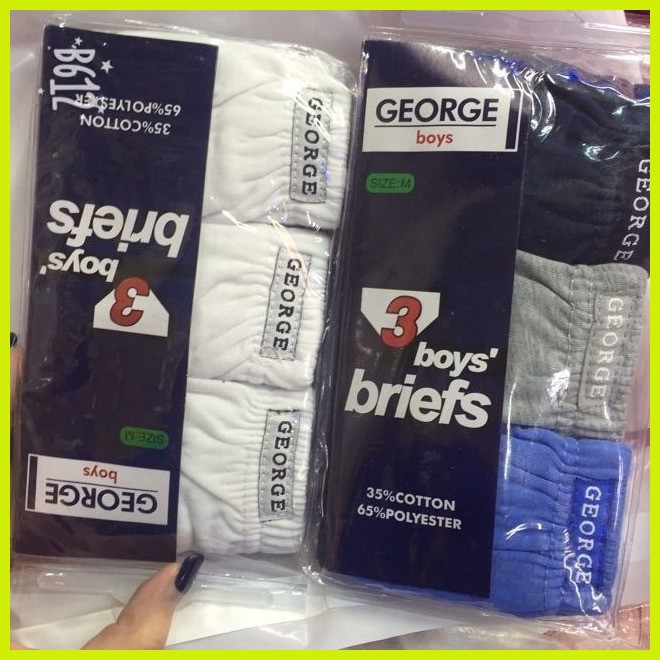 B612
35%COTTON
65%POLYESTER
briefs
boys'
3
SIZE:M
GEORGE
boys
GEORGE
GEORGE
GEORGE
GEORGE
boys
SIZE:M
3
boys'
briefs
35%COTTON
65%POLYESTER
GEORGE
GEORGE
GEORGE